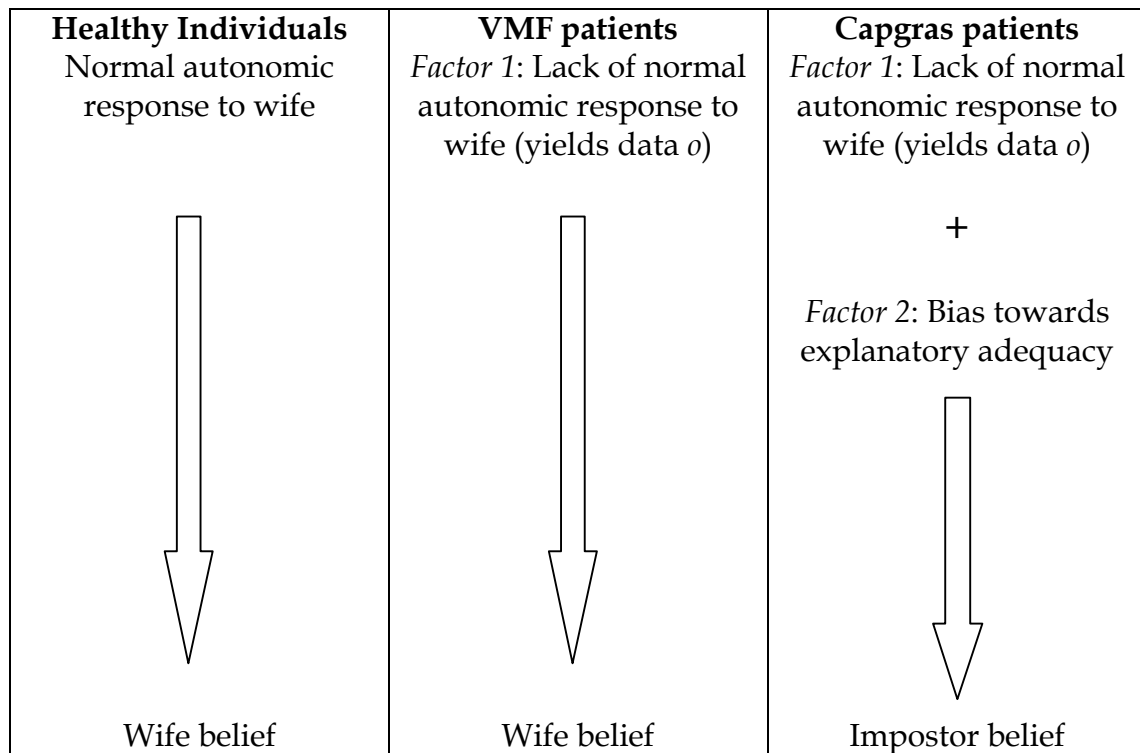 Healthy Individuals
Normal autonomic
response to wife
Wife belief
VMF patients
Factor 1: Lack of normal
autonomic response to
wife (yields data o)
Wife belief
Capgras patients
Factor 1: Lack of normal
autonomic response to
wife (yields data o)
+
Factor 2: Bias towards
explanatory adequacy
Impostor belief